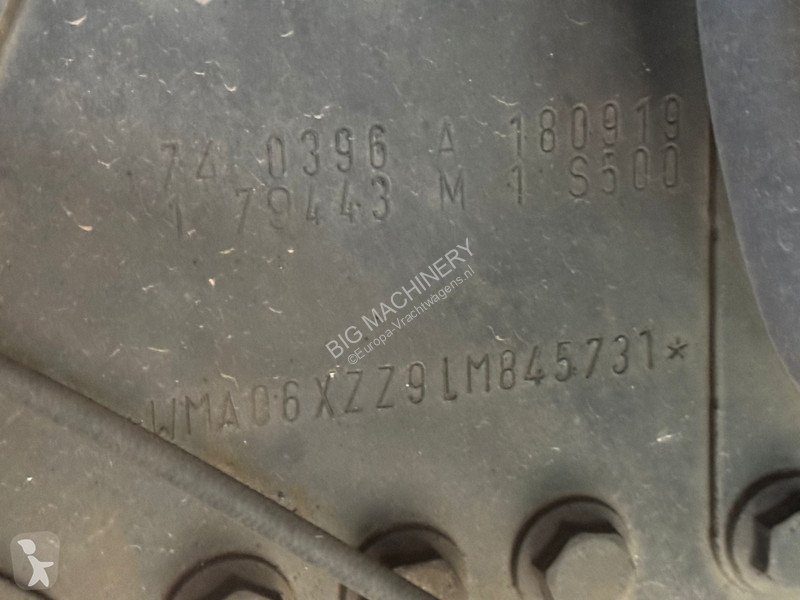 74 0396 A 180919
1 79443 M 1 S500
BIG MACHINERY
©Europa-Vrachtwagens.nl
*WMA06XZZ9LM845731*